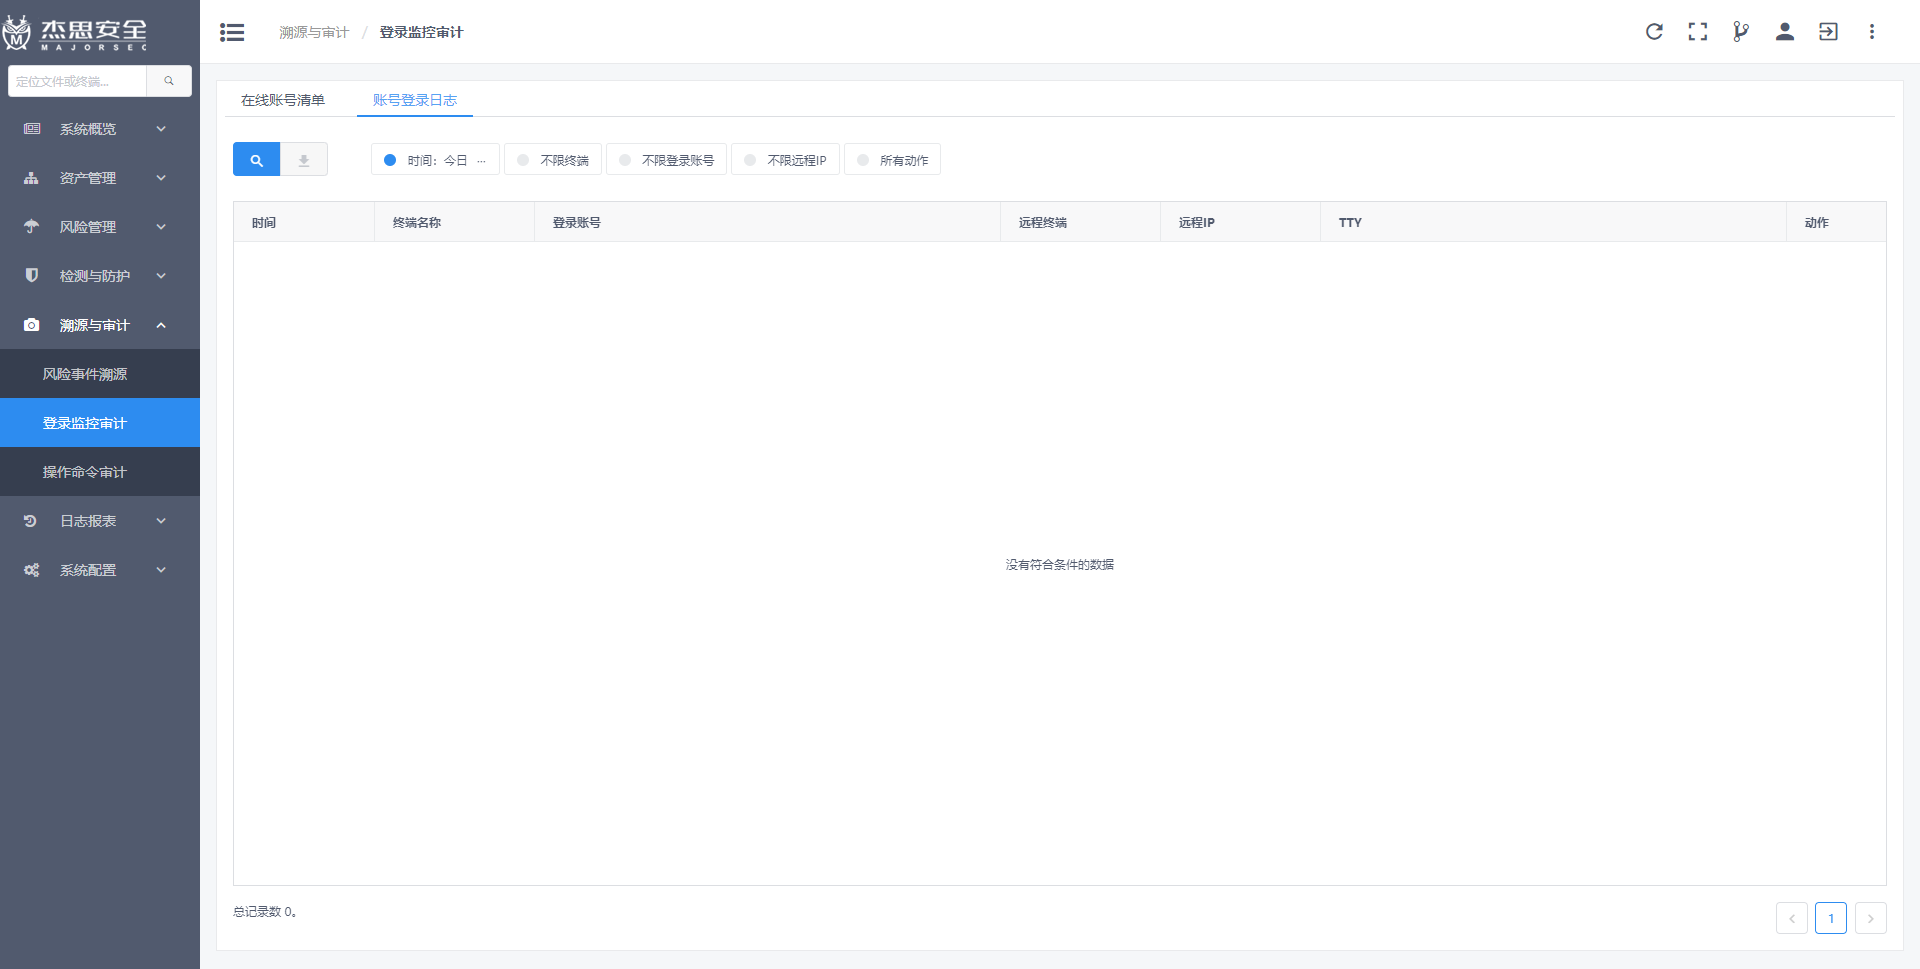 杰思安全
MAJORSEC
定位文件或终端...
系统概览
资产管理
风险管理
检测与防护
溯源与审计
风险事件溯源
登录监控审计
操作命令审计
日志报表
系统配置
溯源与审计 / 登录监控审计
在线账号清单 账号登录日志
时间：今日 ... 不限终端 不限登录账号 不限远程IP 所有动作
时间 终端名称 登录账号 远程终端 远程IP TTY 动作
没有符合条件的数据
总记录数 0。
1